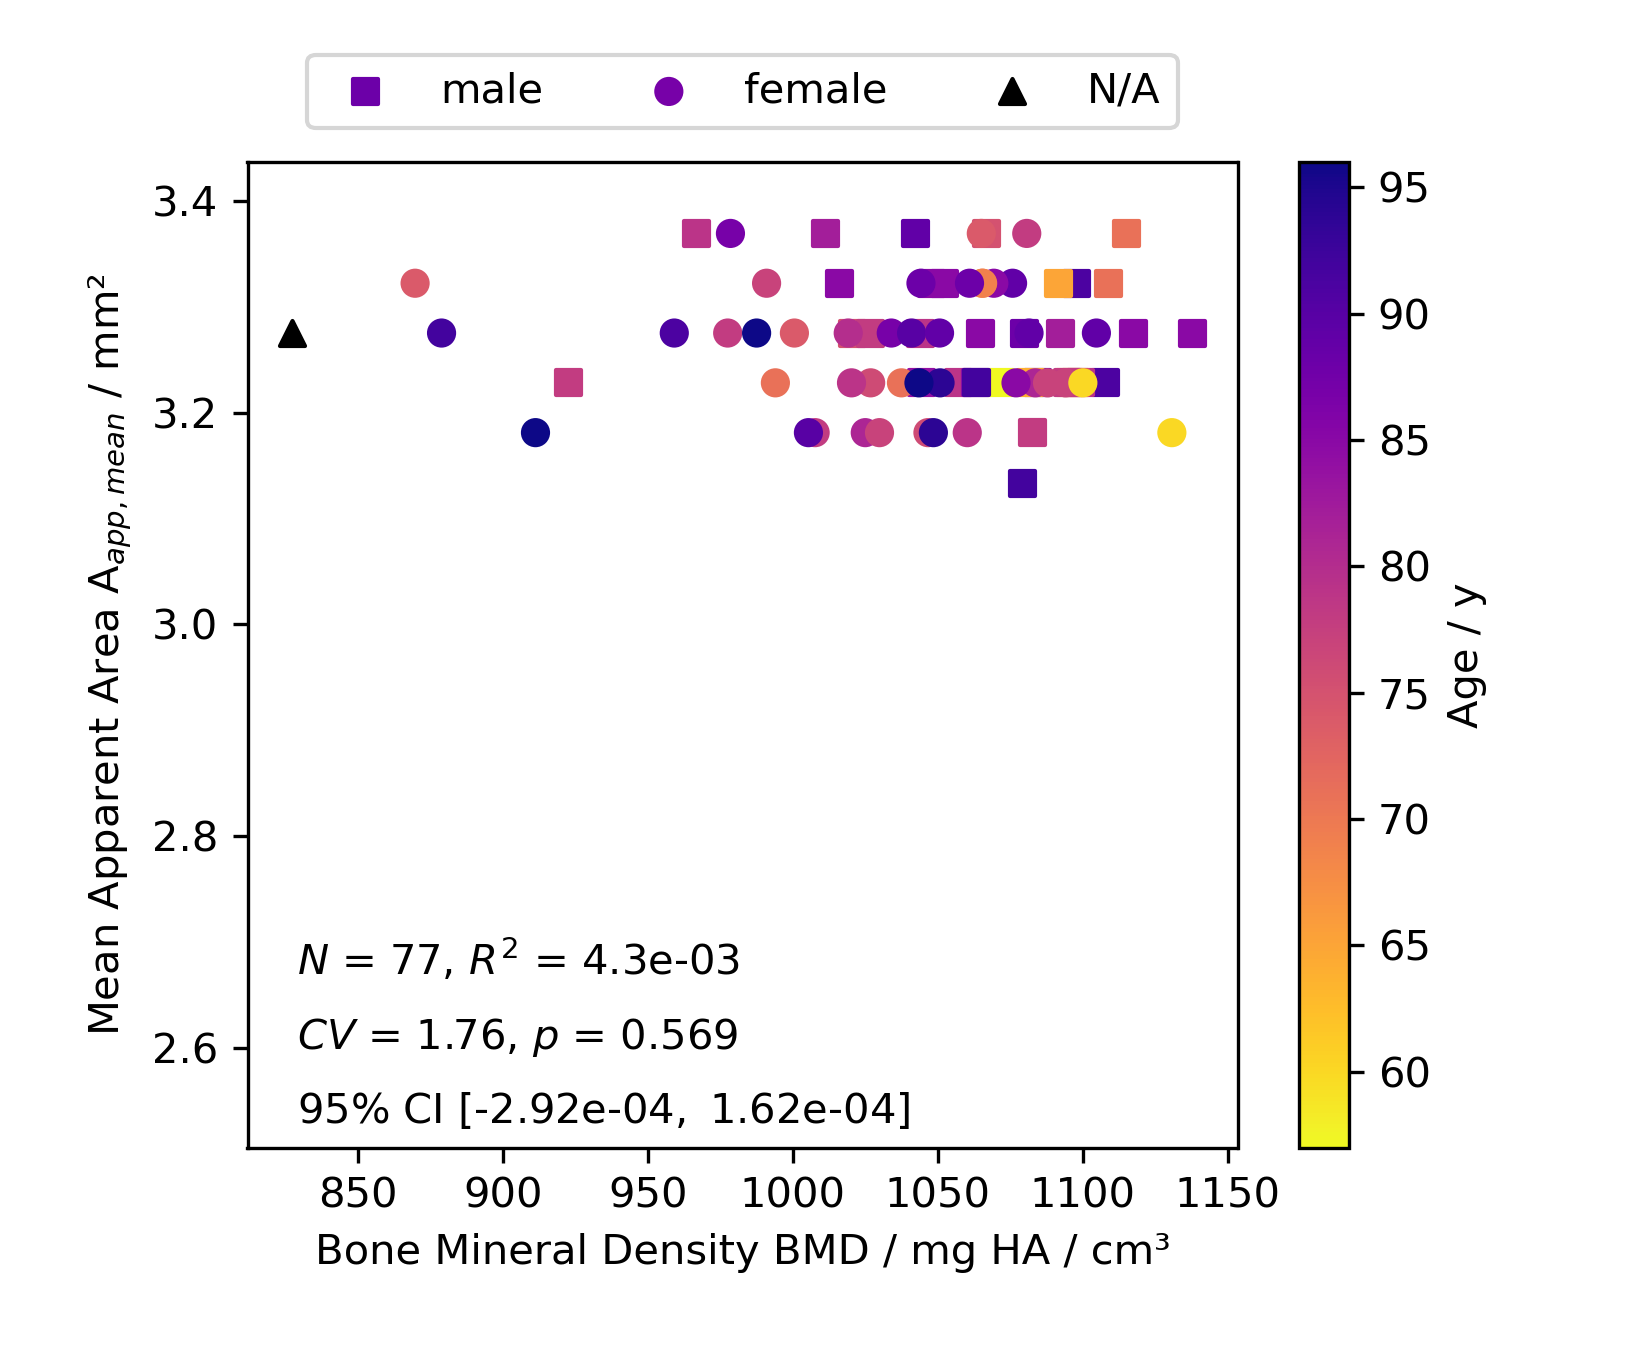 male female N/A
3.4
3.2
3.0
2.8
2.6
Mean Apparent Area A_app,mean / mm²
N = 77, R² = 4.3e-03
CV = 1.76, p = 0.569
95% CI [-2.92e-04, 1.62e-04]
850 900 950 1000 1050 1100 1150
Bone Mineral Density BMD / mg HA / cm³
95
90
85
80
75
70
65
60
Age / y